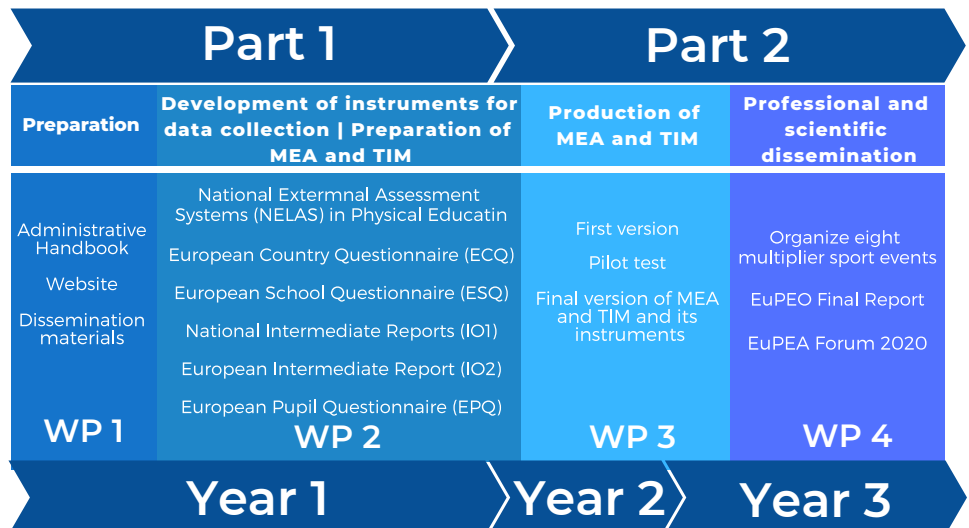 Part 1
Part 2
Preparation
Development of instruments for
data collection | Preparation of
MEA and TIM
Production of
MEA and TIM
Professional and
scientific
dissemination
Administrative
Handbook
Website
Dissemination
materials
WP 1
National Extermnal Assessment
Systems (NELAS) in Physical Educatin
European Country Questionnaire (ECQ)
European School Questionnaire (ESQ)
National Intermediate Reports (IO1)
European Intermediate Report (IO2)
European Pupil Questionnaire (EPQ)
WP 2
First version
Pilot test
Final version of MEA
and TIM and its
instruments
WP 3
Organize eight
multiplier sport events
EuPEO Final Report
EuPEA Forum 2020
WP 4
Year 1
Year 2
Year 3